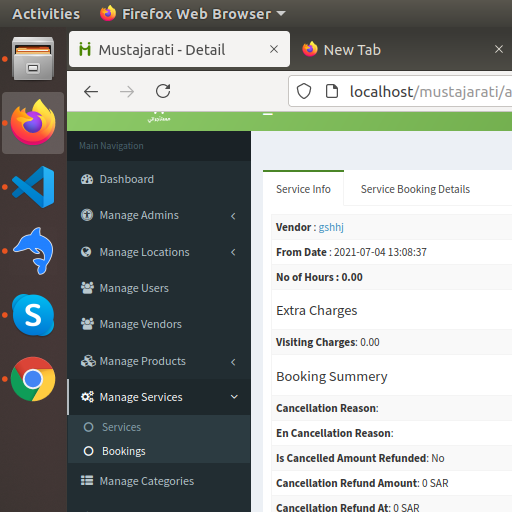 Activities
Firefox Web Browser
Mustajarati - Detail
New Tab
localhost/mustajarati/a
Main Navigation
Dashboard
Manage Admins
Manage Locations
Manage Users
Manage Vendors
Manage Products
Manage Services
Services
Bookings
Manage Categories
Service Info
Service Booking Details
Vendor : gshhj
From Date : 2021-07-04 13:08:37
No of Hours : 0.00
Extra Charges
Visiting Charges: 0.00
Booking Summery
Cancellation Reason:
En Cancellation Reason:
Is Cancelled Amount Refunded: No
Cancellation Refund Amount: 0 SAR
Cancellation Refund At: 0 SAR